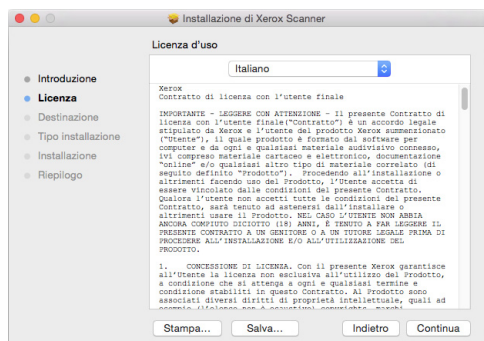 Installazione di Xerox Scanner
Licenza d'uso
Introduzione
Licenza
Destinazione
Tipo installazione
Installazione
Riepilogo
Italiano
Xerox
Contratto di licenza con l'utente finale
IMPORTANTE - LEGGERE CON ATTENZIONE - Il presente Contratto di
licenza con l'utente finale("Contratto") è un accordo legale
stipulato da Xerox e l'utente del prodotto Xerox summenzionato
("Utente"), il quale prodotto è formato dal software per
computer e da ogni e qualsiasi materiale audiovisivo connesso,
ivi compreso materiale cartaceo e elettronico, documentazione
"online" e/o qualsiasi altro tipo di materiale correlato (di
seguito definito "Prodotto"). Procedendo all'installazione o
altrimenti facendo uso del Prodotto, l'Utente accetta di
essere vincolato dalle condizioni del presente Contratto.
Qualora l'utente non accetti tutte le condizioni del presente
Contratto, sarà tenuto ad astenersi dall'installare o
altrimenti usare il Prodotto. NEL CASO L'UTENTE NON ABBIA
ANCORA COMPIUTO DICIOTTO (18) ANNI, È TENUTO A FAR LEGGERE IL
PRESENTE CONTRATTO A UN GENITORE O A UN TUTORE LEGALE PRIMA DI
PROCEDERE ALL'INSTALLAZIONE E/O ALL'UTILIZZAZIONE DEL
PRODOTTO.
1. CONCESSIONE DI LICENZA. Con il presente Xerox garantisce
all'Utente la licenza non esclusiva all'utilizzo del Prodotto,
a condizione che si attenga a ogni e qualsiasi termine e
condizione stabiliti in questo Contratto. Al Prodotto sono
associati diversi diritti di proprietà intellettuale, quali ad
esempio (l'elenco non è esaustivo) copyrights, marchi
Stampa... Salva... Indietro Continua